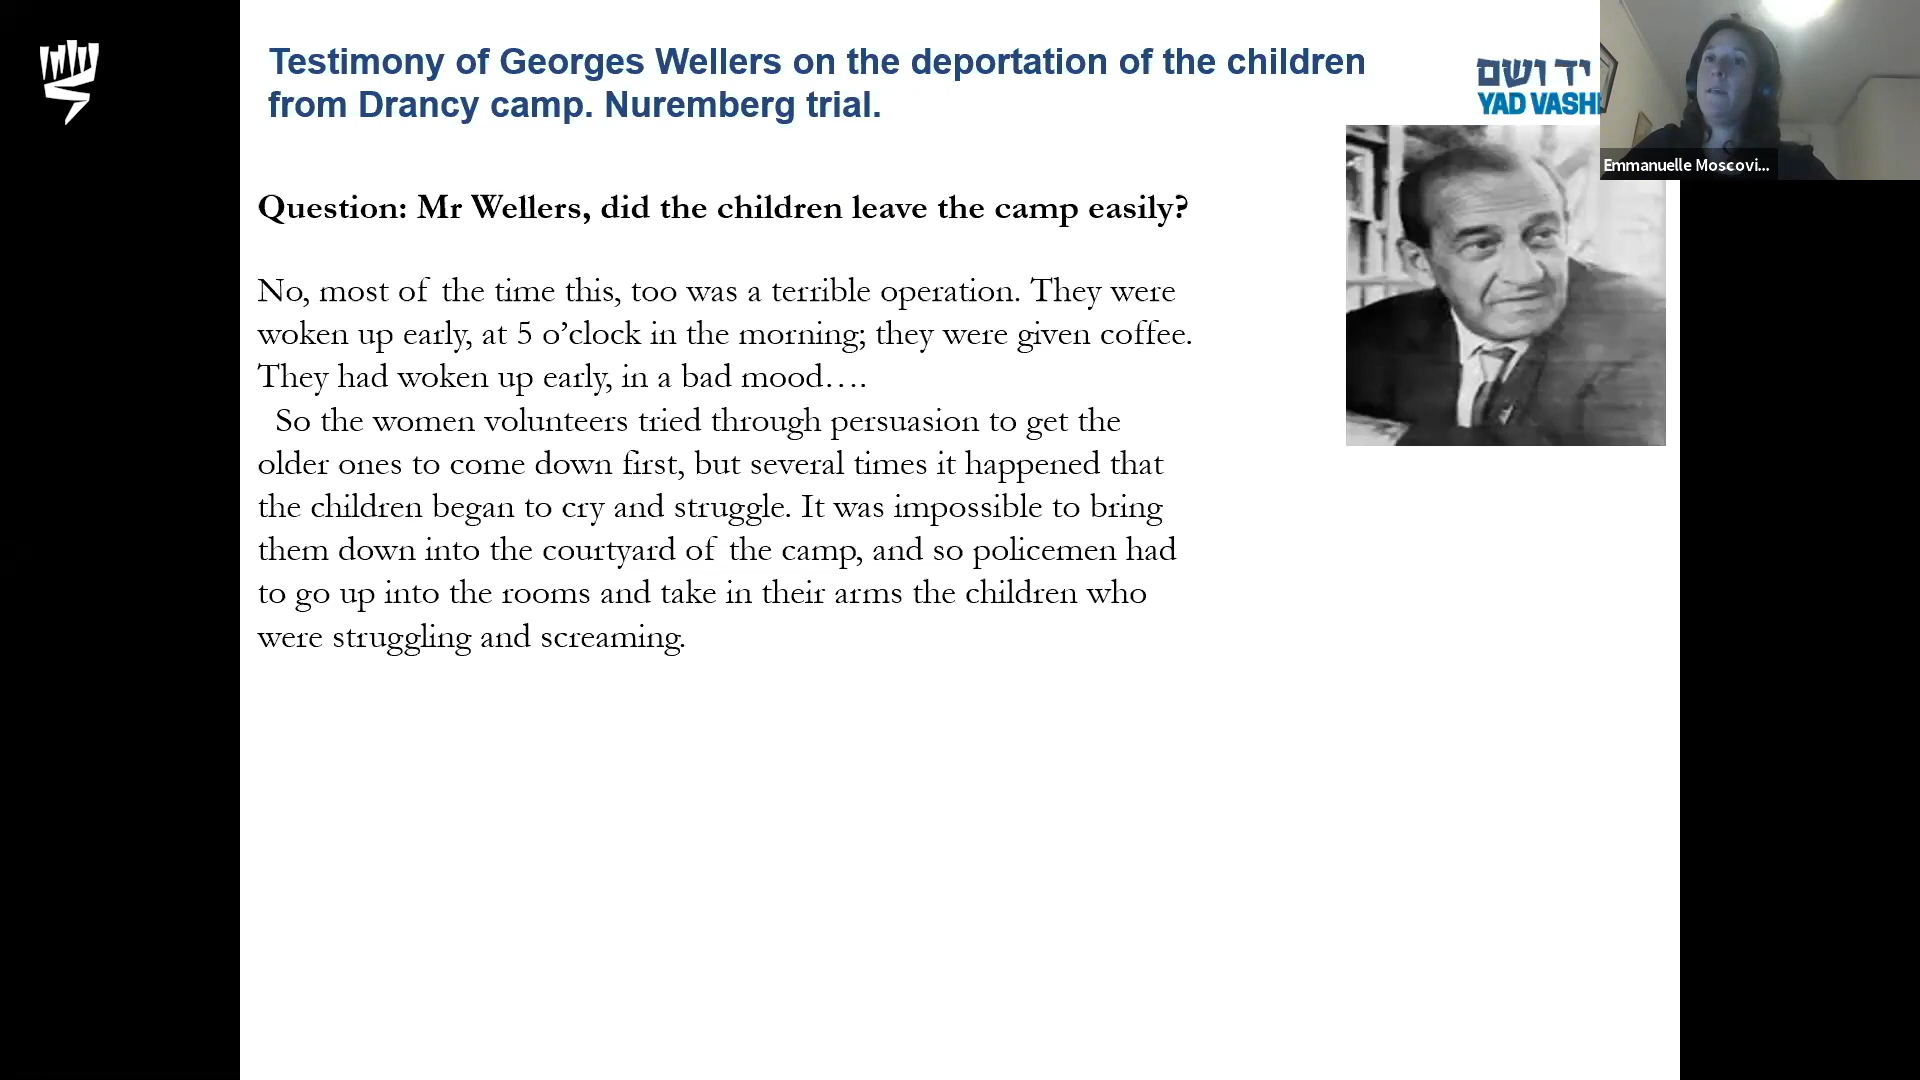 Testimony of Georges Wellers on the deportation of the children
from Drancy camp. Nuremberg trial.
יד ושם
YAD VASHE
Emmanuelle Moscovi...
Question: Mr Wellers, did the children leave the camp easily?
No, most of the time this, too was a terrible operation. They were
woken up early, at 5 o’clock in the morning; they were given coffee.
They had woken up early, in a bad mood….
So the women volunteers tried through persuasion to get the
older ones to come down first, but several times it happened that
the children began to cry and struggle. It was impossible to bring
them down into the courtyard of the camp, and so policemen had
to go up into the rooms and take in their arms the children who
were struggling and screaming.